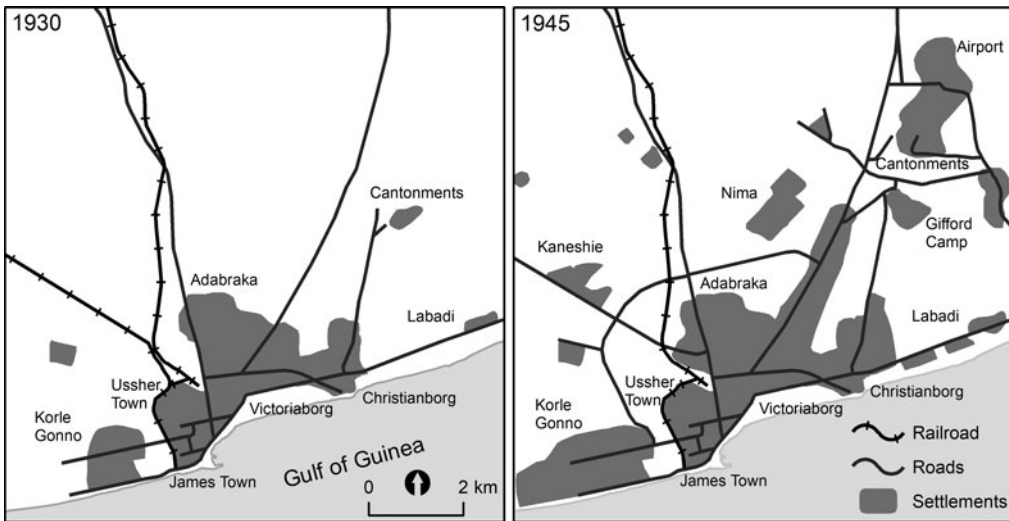 1930
Cantonments
Adabraka
Labadi
Ussher
Town
Christianborg
Victoriaborg
Korle
Gonno
Gulf of Guinea
James Town
0 2 km
1945
Airport
Cantonments
Nima
Gifford
Camp
Kaneshie
Adabraka
Labadi
Ussher
Town
Christianborg
Victoriaborg
Korle
Gonno
James Town
Railroad
Roads
Settlements